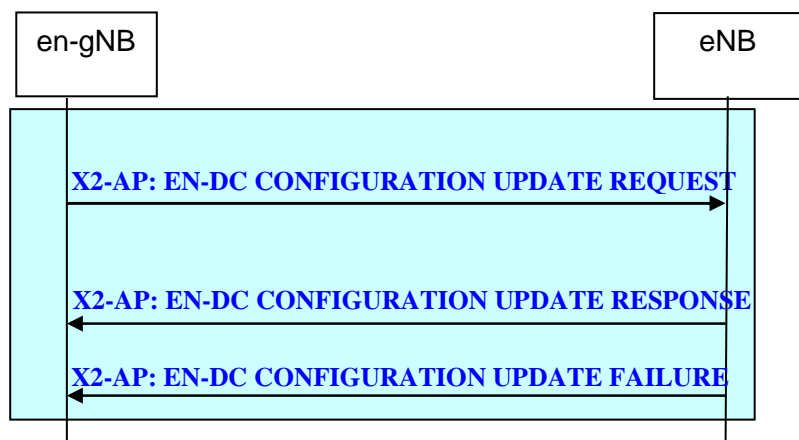 en-gNB
eNB
X2-AP: EN-DC CONFIGURATION UPDATE REQUEST
X2-AP: EN-DC CONFIGURATION UPDATE RESPONSE
X2-AP: EN-DC CONFIGURATION UPDATE FAILURE